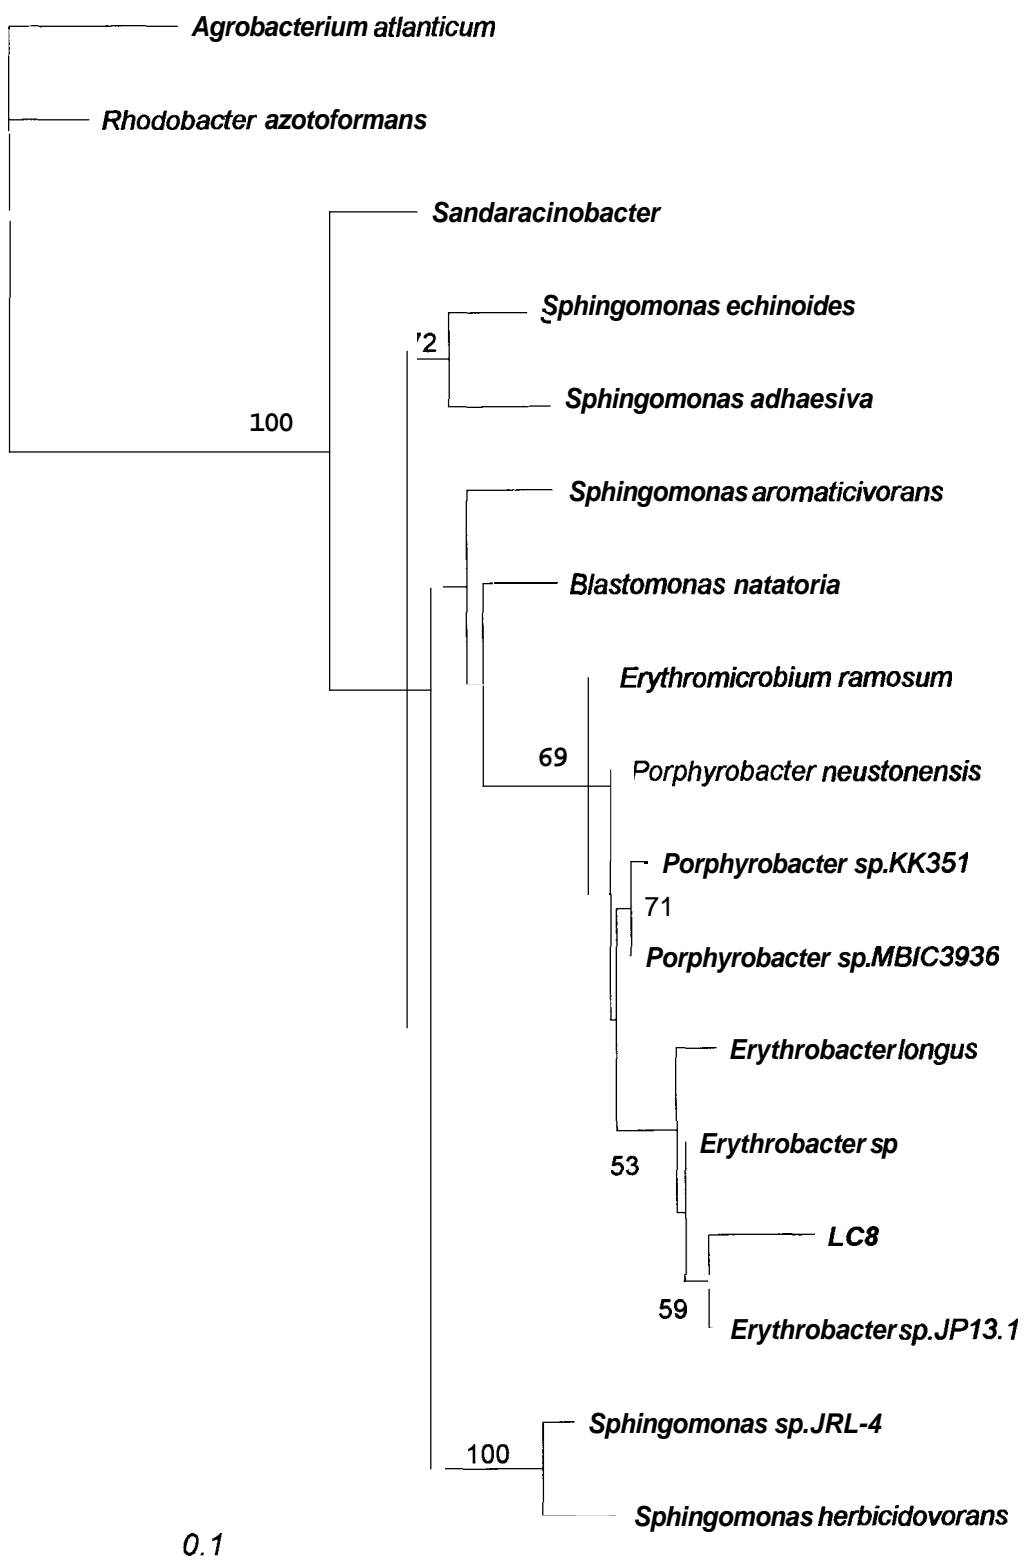 Agrobacterium atlanticum
Rhodobacter azotoformans
Sandaracinobacter
Sphingomonas echinoides
72
Sphingomonas adhaesiva
100
Sphingomonas aromaticivorans
Blastomonas natatoria
Erythromicrobium ramosum
69
Porphyrobacter neustonensis
Porphyrobacter sp.KK351
71
Porphyrobacter sp.MBIC3936
Erythrobacter longus
Erythrobacter sp
53
LC8
59
Erythrobacter sp.JP13.1
Sphingomonas sp.JRL-4
100
Sphingomonas herbicidovorans
0.1